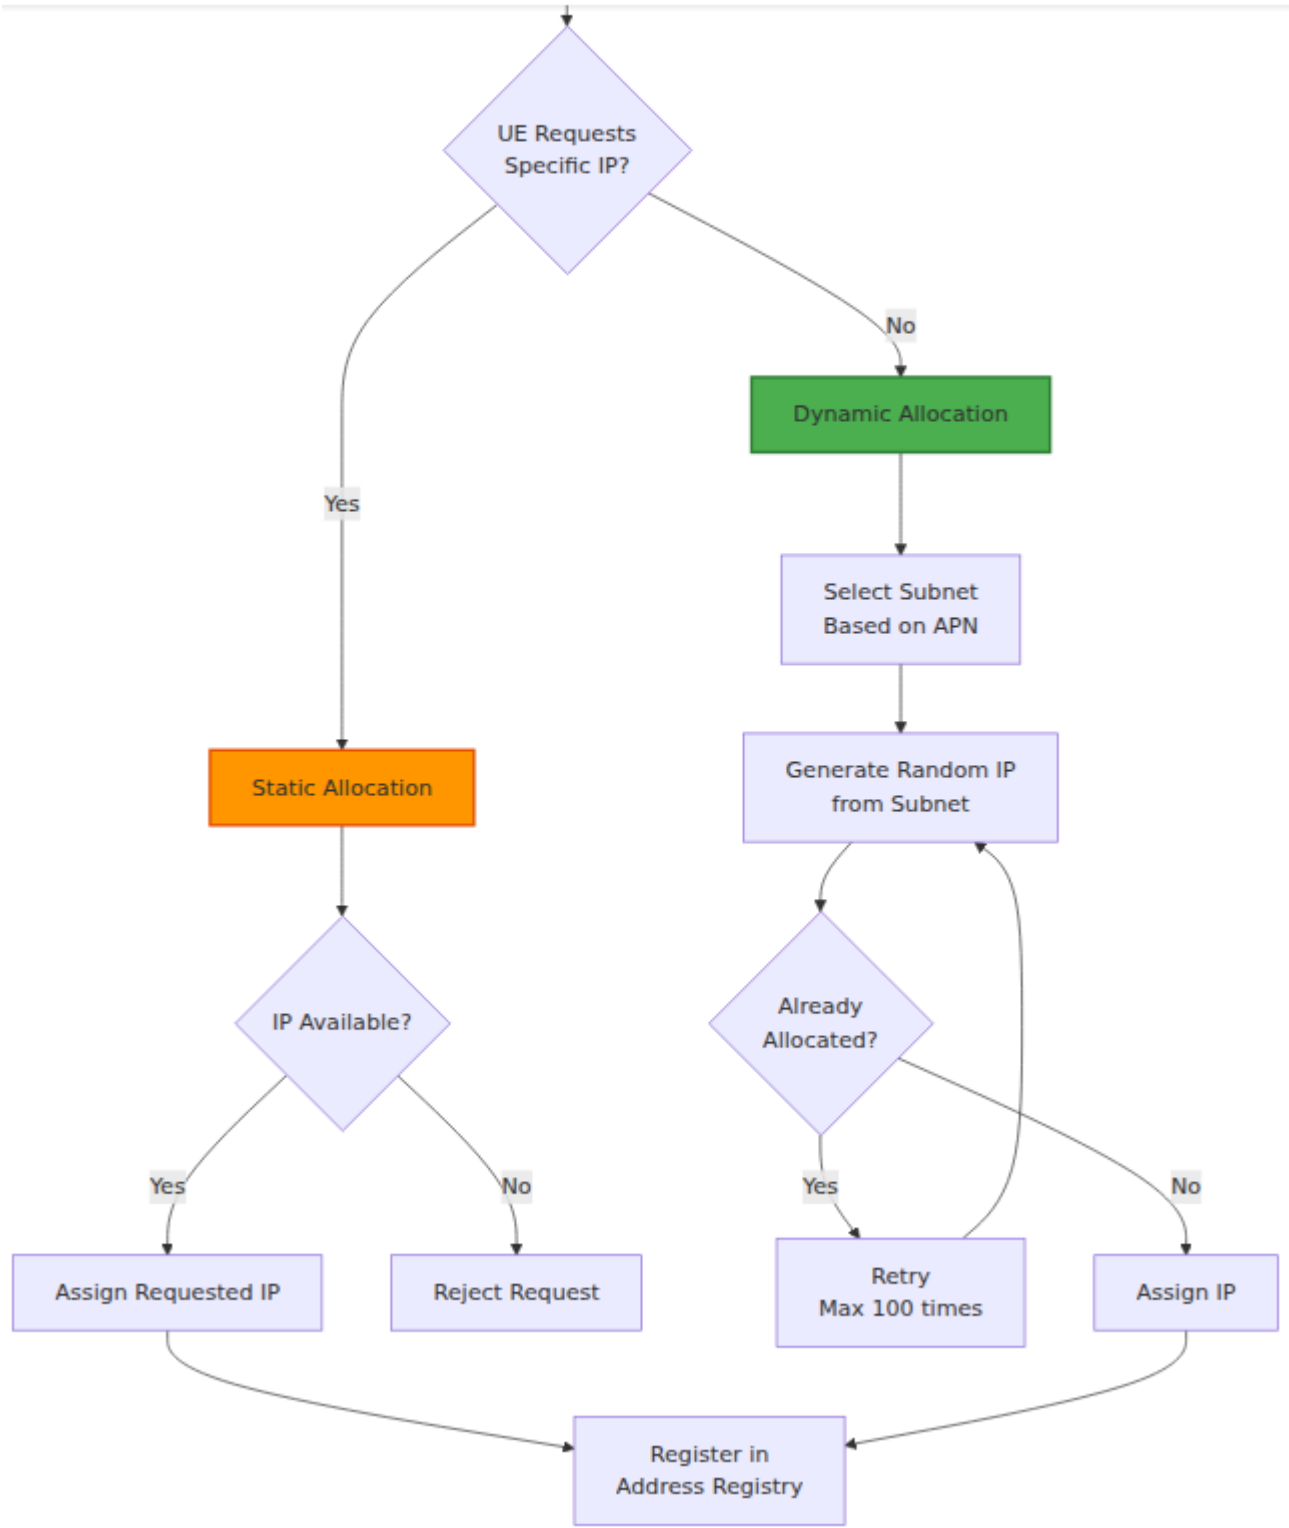 UE Requests
Specific IP?
No
Dynamic Allocation
Yes
Select Subnet
Based on APN
Static Allocation
Generate Random IP
from Subnet
IP Available?
Already
Allocated?
Yes
No
Yes
No
Assign Requested IP
Reject Request
Retry
Max 100 times
Assign IP
Register in
Address Registry